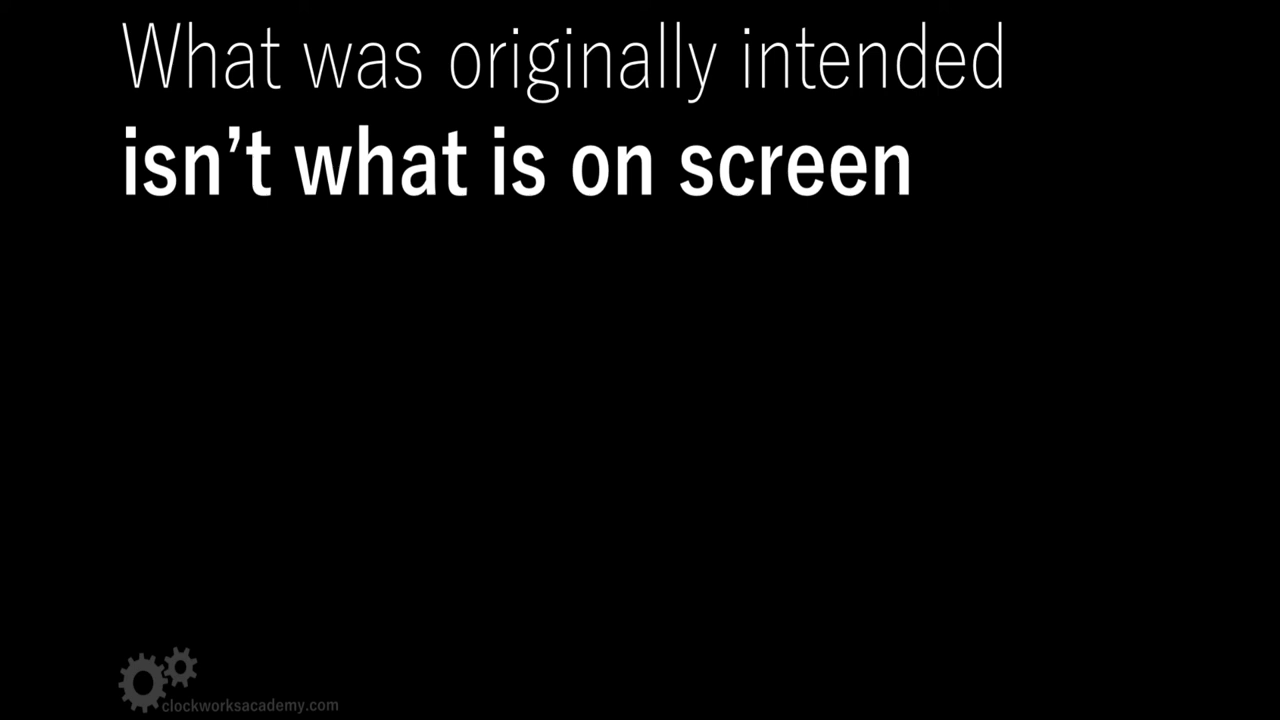 What was originally intended
isn’t what is on screen
clockworksacademy.com